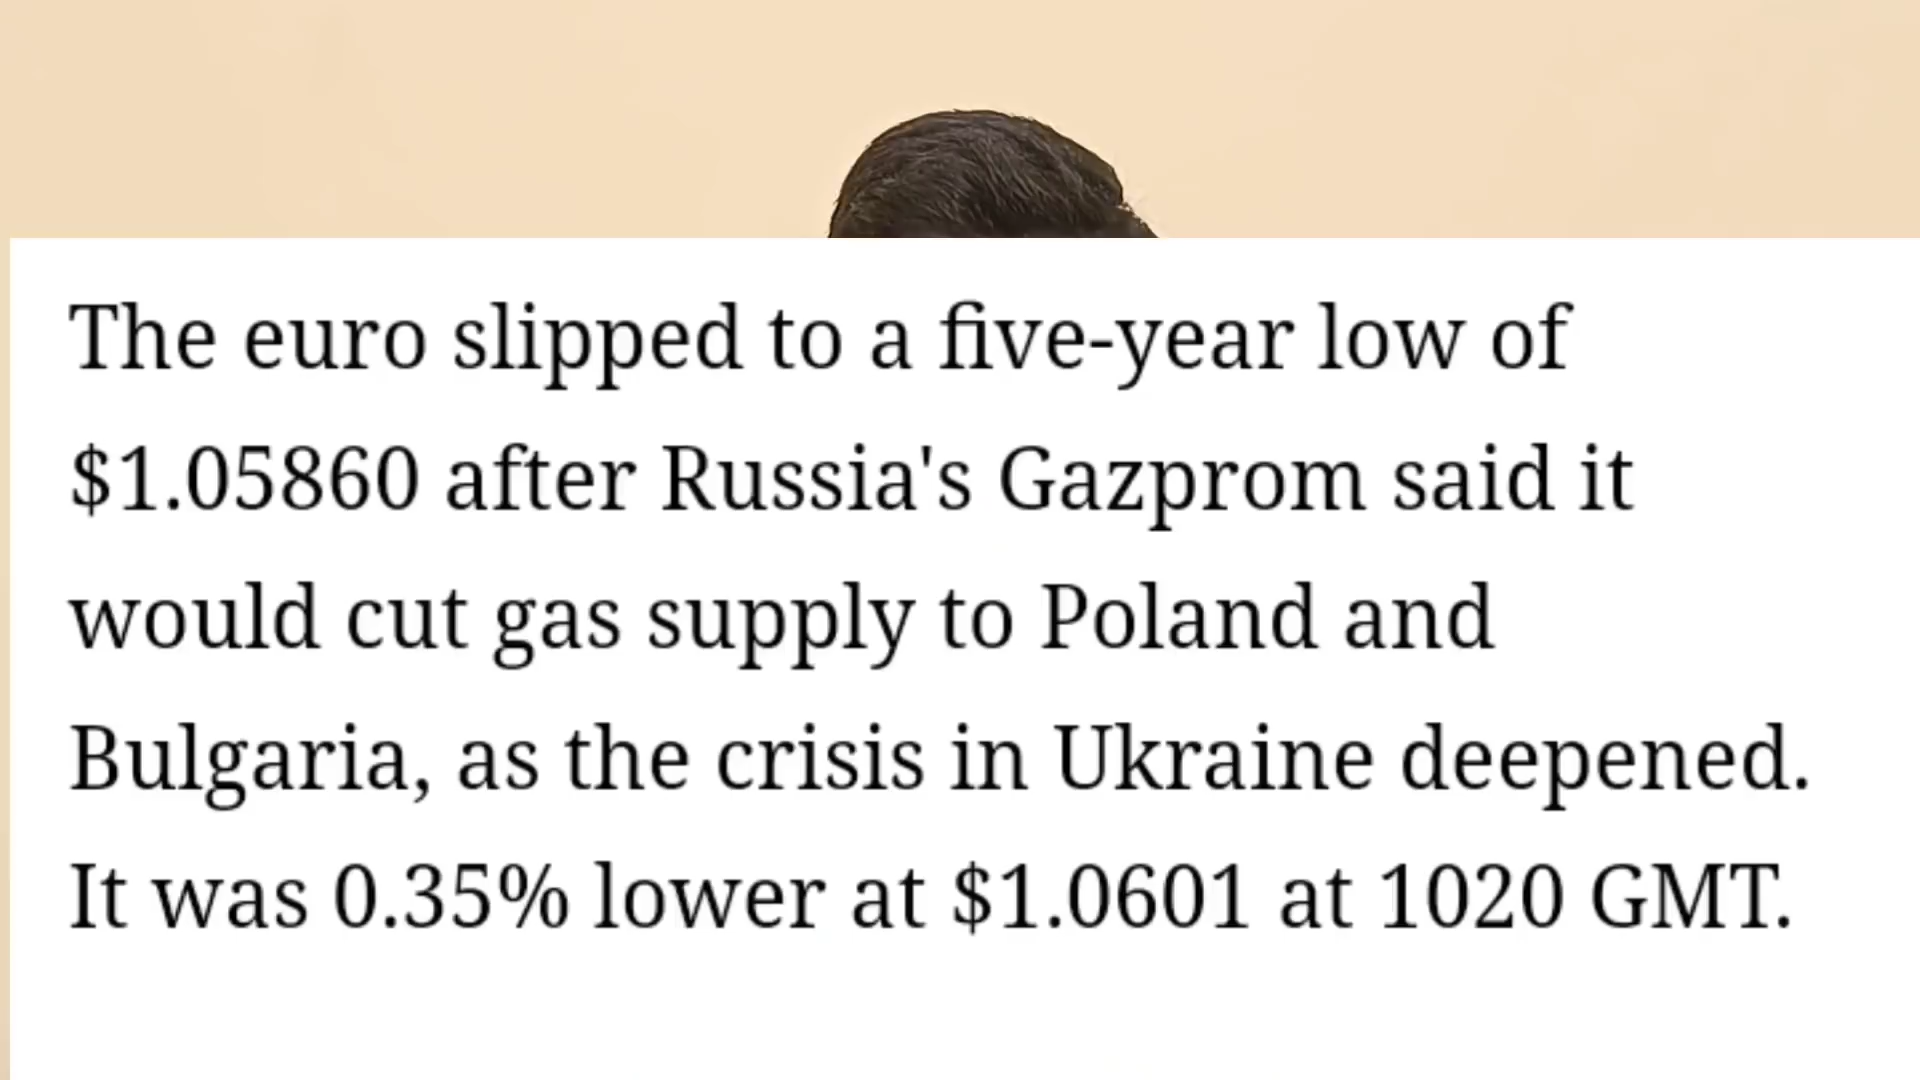 The euro slipped to a five-year low of
$1.05860 after Russia's Gazprom said it
would cut gas supply to Poland and
Bulgaria, as the crisis in Ukraine deepened.
It was 0.35% lower at $1.0601 at 1020 GMT.